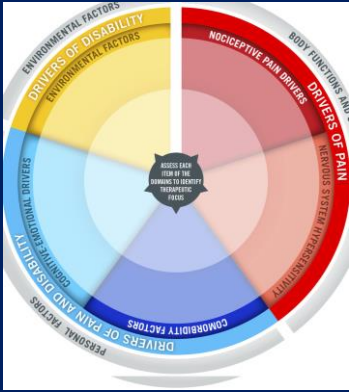 ENVIRONMENTAL FACTORS
DRIVERS OF DISABILITY
ENVIRONMENTAL FACTORS
BODY FUNCTIONS AND
DRIVERS OF PAIN
NOCICEPTIVE PAIN DRIVERS
NERVOUS SYSTEM HYPERSENSITIVITY
ASSESS EACH
ITEM OF THE
DOMAINS TO IDENTIFY
THERAPEUTIC
FOCUS
COGNITIVE EMOTIONAL DRIVERS
COMORBIDITY FACTORS
DRIVERS OF PAIN AND DISABILITY
PERSONAL FACTORS